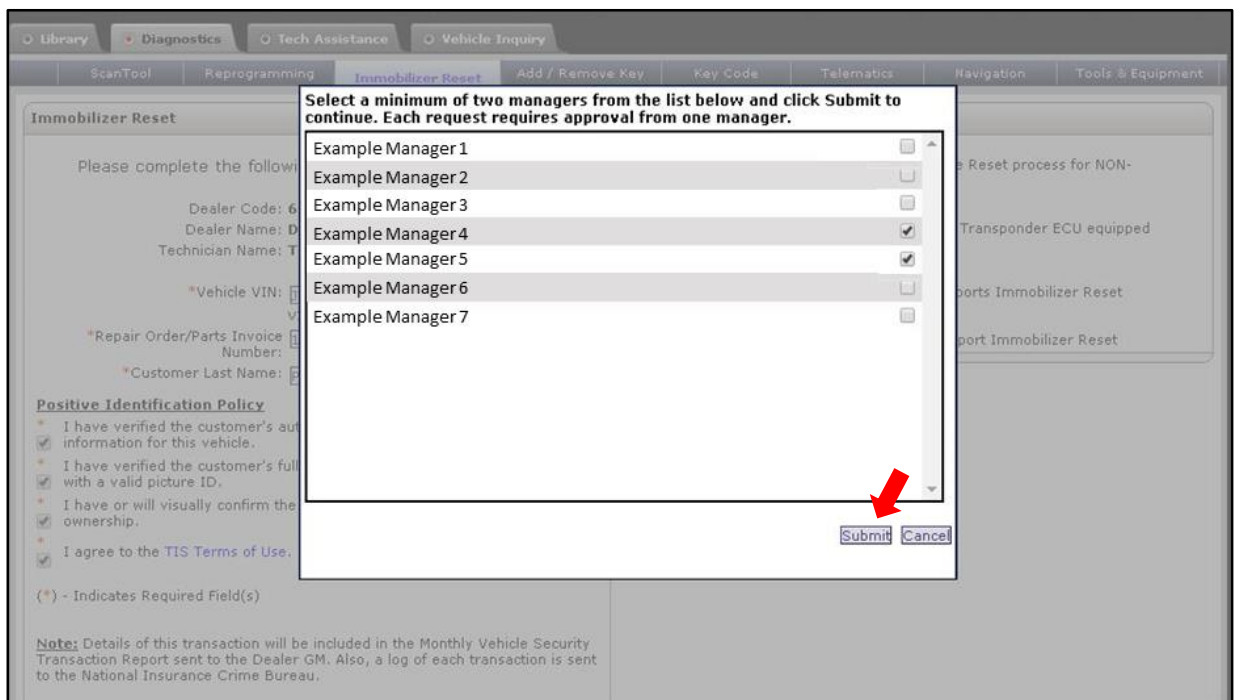 Library
Diagnostics
Tech Assistance
Vehicle Inquiry
ScanTool
Reprogramming
Immobilizer Reset
Add / Remove Key
Key Code
Telematics
Navigation
Tools & Equipment
Immobilizer Reset
Select a minimum of two managers from the list below and click Submit to
continue. Each request requires approval from one manager.
Example Manager 1
Example Manager 2
Example Manager 3
Example Manager 4
Example Manager 5
Example Manager 6
Example Manager 7
Submit
Cancel
Please complete the
Dealer Code: 6
Dealer Name: D
Technician Name: T
*Vehicle VIN:
*Repair Order/Parts Invoice
Number:
*Customer Last Name:
Positive Identification Policy
* I have verified the customer's
information for this vehicle.
* I have verified the customer's full
with a valid picture ID.
* I have or will visually confirm the
ownership.
* I agree to the TIS Terms of Use.
(*) - Indicates Required Field(s)
Note: Details of this transaction will be included in the Monthly Vehicle Security
Transaction Report sent to the Dealer GM. Also, a log of each transaction is sent
to the National Insurance Crime Bureau.
Reset process for NON-
Transponder ECU equipped
Immobilizer Reset
Immobilizer Reset